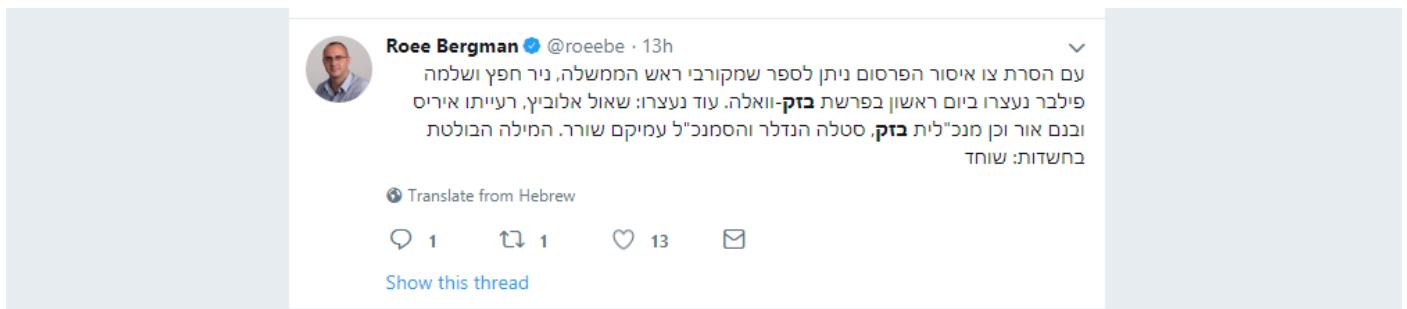 Roee Bergman @roeebe · 13h
עם הסרת צו איסור הפרסום ניתן לספר שמקורבי ראש הממשלה, ניר חפץ ושלמה
פילבר נעצרו ביום ראשון בפרשת בזק-וואלה. עוד נעצרו: שאול אלוביץ, רעייתו איריס
ובנם אור וכן מנכ"לית בזק, סטלה הנדלר והסמנכ"ל עמיקם שורר. המילה הבולטת
בחשדות: שוחד
Translate from Hebrew
1 1 13
Show this thread